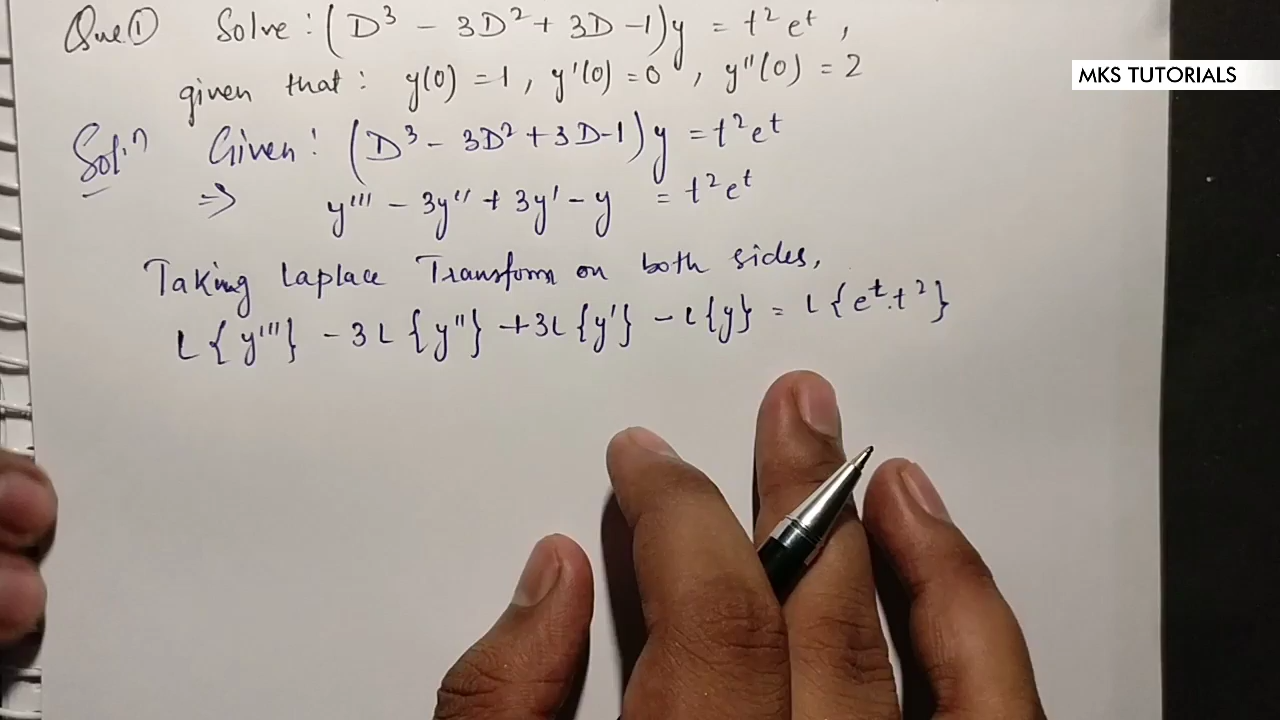 Que① Solve : (D³ - 3D² + 3D - 1)y = t²eᵗ ,
given that : y(0) = 1 , y'(0) = 0 , y''(0) = 2
MKS TUTORIALS
Sol.ⁿ Given : (D³ - 3D² + 3D - 1)y = t²eᵗ
⇒ y''' - 3y'' + 3y' - y = t²eᵗ
Taking Laplace Transform on both sides,
L{y'''} - 3L{y''} + 3L{y'} - L{y} = L{eᵗ.t²}